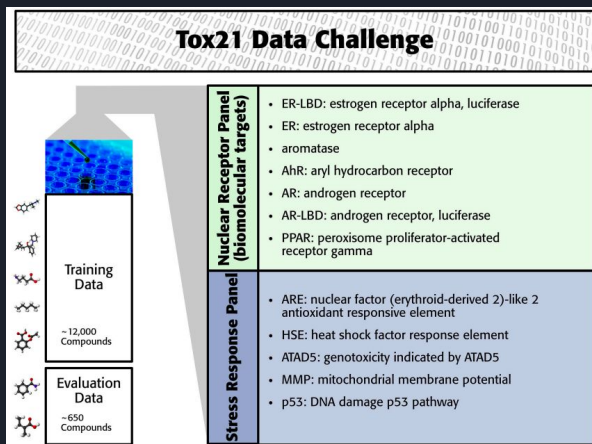 Tox21 Data Challenge
Training
Data
~12,000
Compounds
Evaluation
Data
~650
Compounds
Nuclear Receptor Panel
(biomolecular targets)
• ER-LBD: estrogen receptor alpha, luciferase
• ER: estrogen receptor alpha
• aromatase
• AhR: aryl hydrocarbon receptor
• AR: androgen receptor
• AR-LBD: androgen receptor, luciferase
• PPAR: peroxisome proliferator-activated
receptor gamma
Stress Response Panel
• ARE: nuclear factor (erythroid-derived 2)-like 2
antioxidant responsive element
• HSE: heat shock factor response element
• ATAD5: genotoxicity indicated by ATAD5
• MMP: mitochondrial membrane potential
• p53: DNA damage p53 pathway